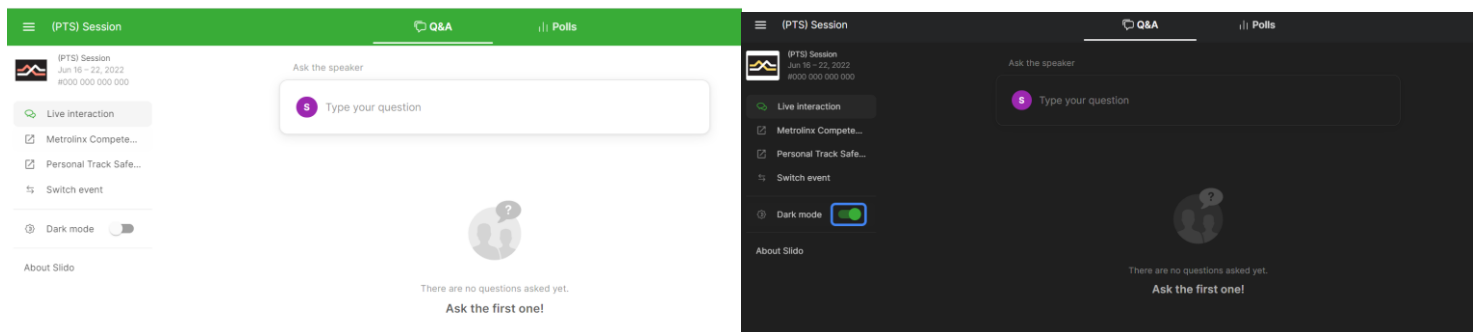 (PTS) Session
Q&A
Polls
(PTS) Session
Jun 16 – 22, 2022
#000 000 000 000
Live interaction
Metrolinx Compete...
Personal Track Safe...
Switch event
Dark mode
About Slido
Ask the speaker
S Type your question
?
There are no questions asked yet.
Ask the first one!
(PTS) Session
Q&A
Polls
(PTS) Session
Jun 16 – 22, 2022
#000 000 000 000
Live interaction
Metrolinx Compete...
Personal Track Safe...
Switch event
Dark mode
About Slido
Ask the speaker
S Type your question
?
There are no questions asked yet.
Ask the first one!